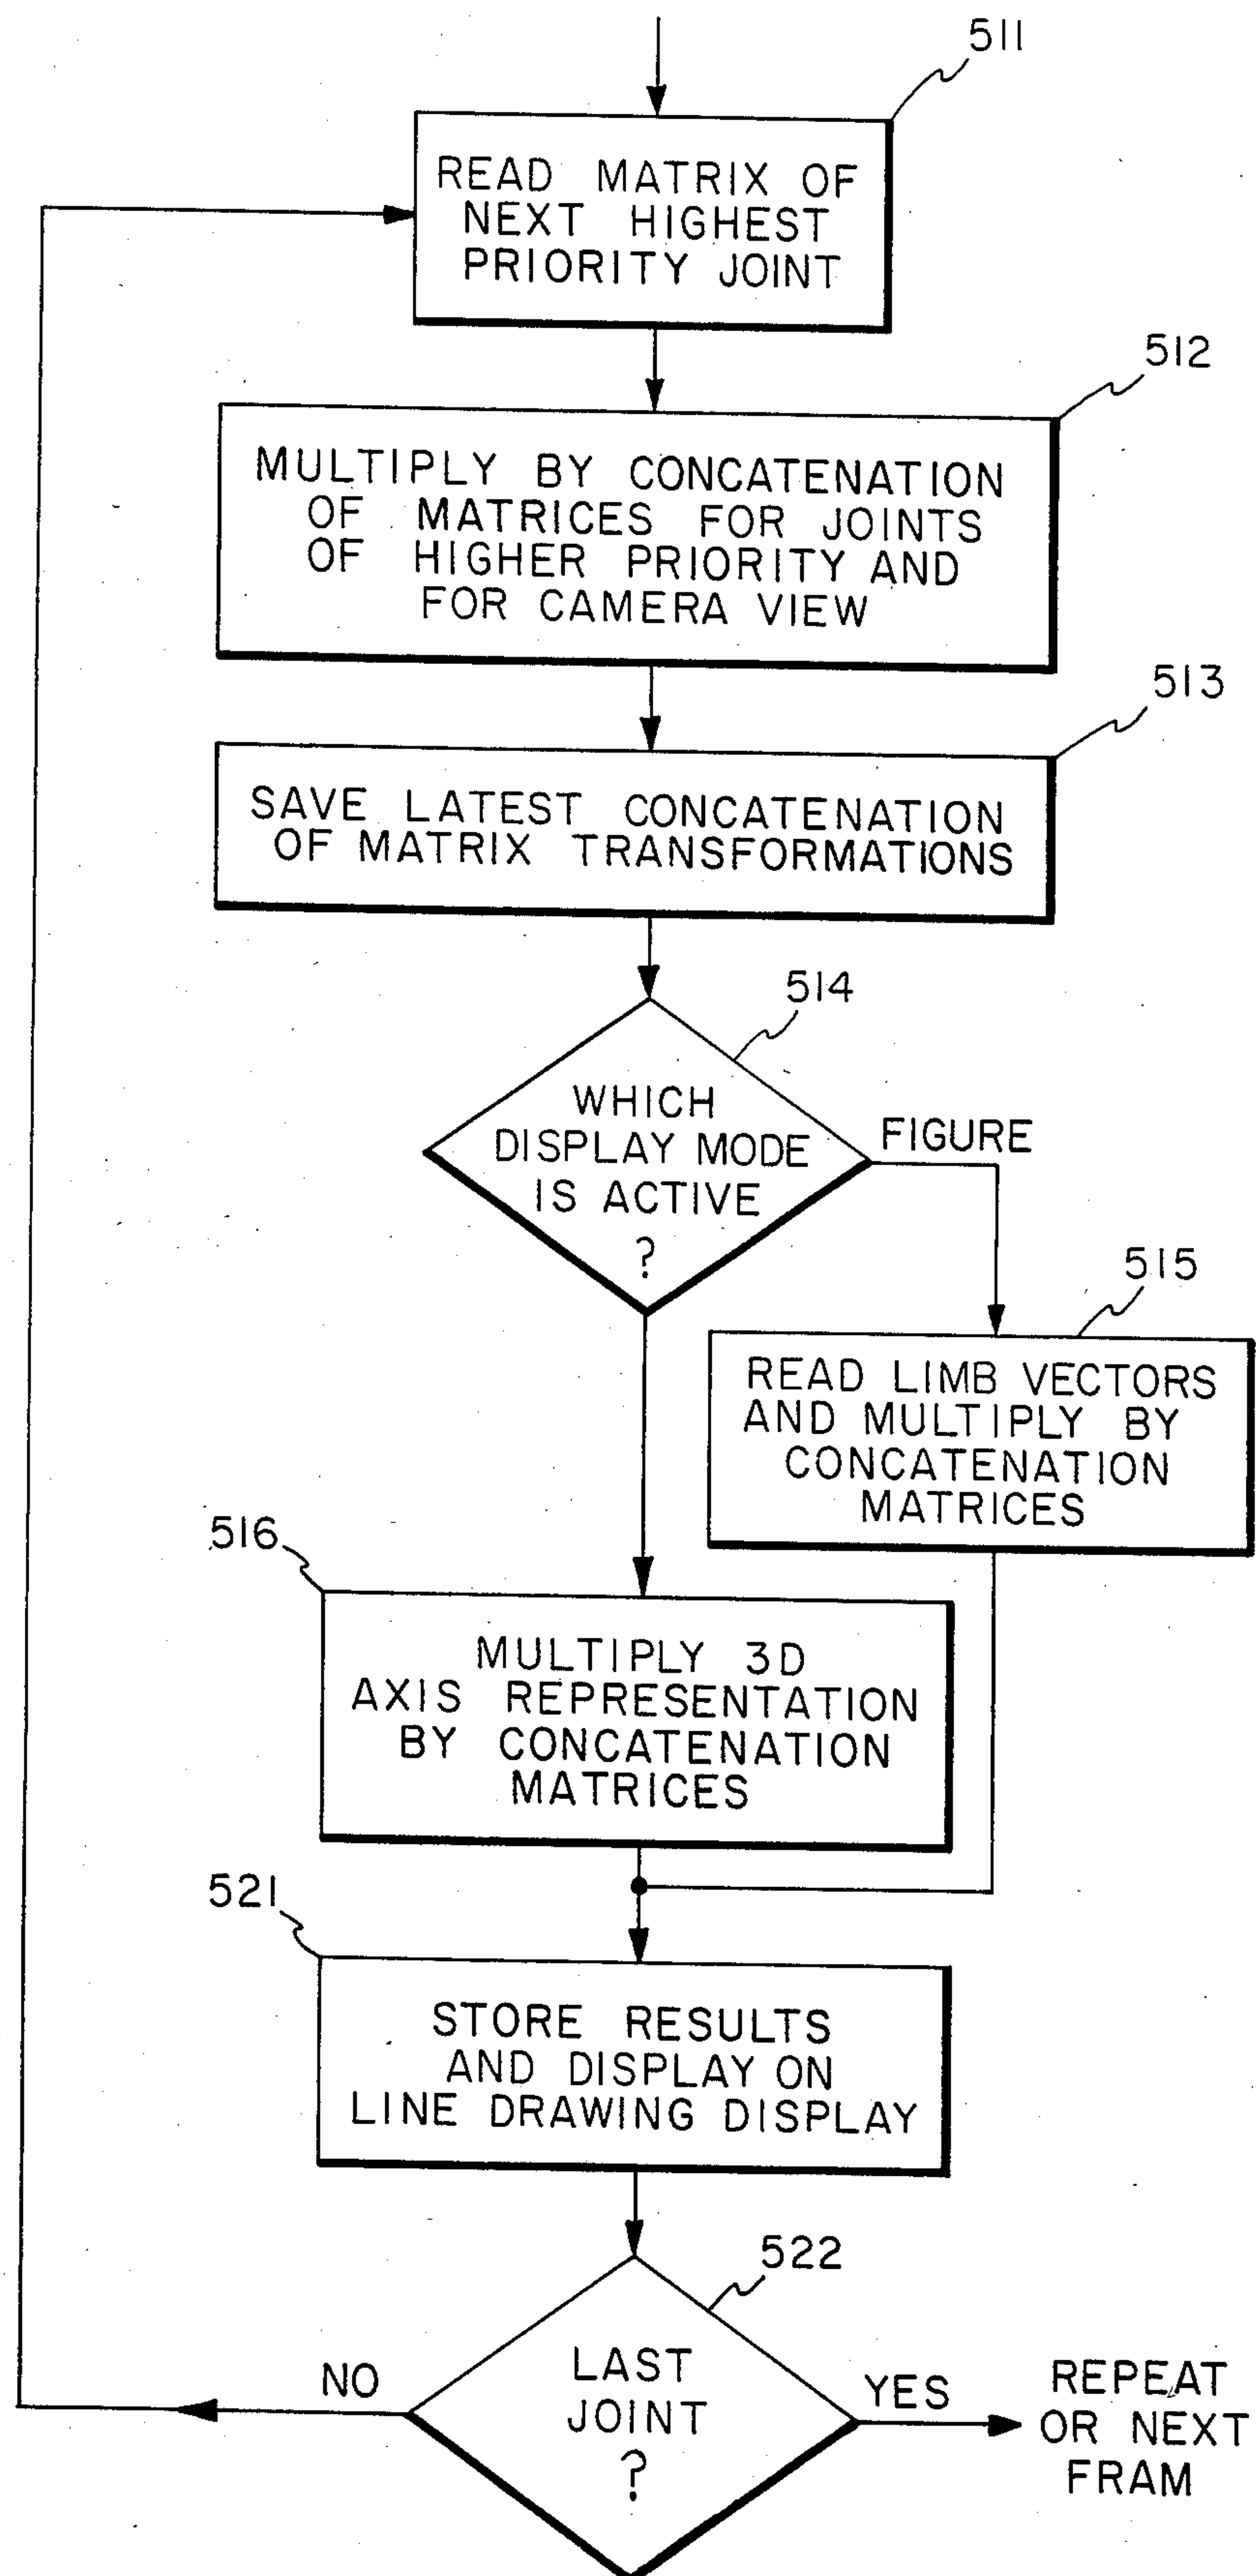 511
READ MATRIX OF
NEXT HIGHEST
PRIORITY JOINT
512
MULTIPLY BY CONCATENATION
OF MATRICES FOR JOINTS
OF HIGHER PRIORITY AND
FOR CAMERA VIEW
513
SAVE LATEST CONCATENATION
OF MATRIX TRANSFORMATIONS
514
WHICH
DISPLAY MODE
IS ACTIVE
?
FIGURE
515
READ LIMB VECTORS
AND MULTIPLY BY
CONCATENATION
MATRICES
516
MULTIPLY 3D
AXIS REPRESENTATION
BY CONCATENATION
MATRICES
521
STORE RESULTS
AND DISPLAY ON
LINE DRAWING DISPLAY
522
LAST
JOINT
?
NO
YES
REPEAT
OR NEXT
FRAM